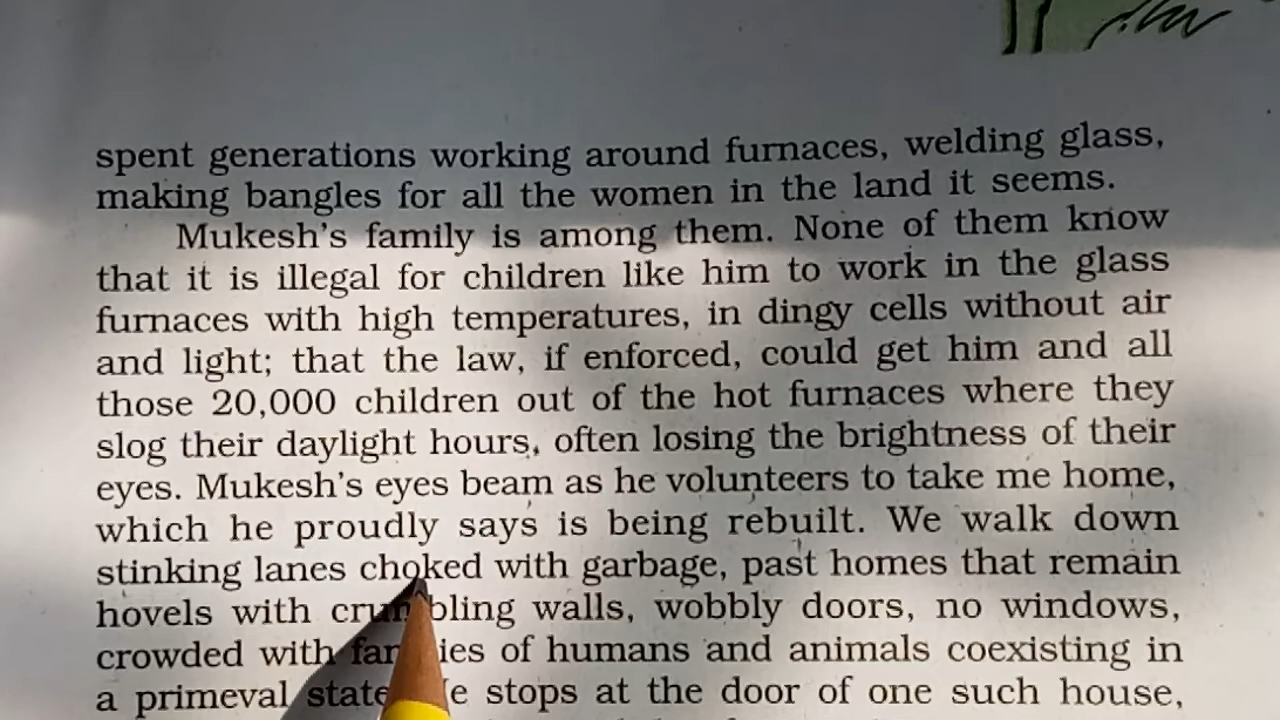 spent generations working around furnaces, welding glass,
making bangles for all the women in the land it seems.
Mukesh's family is among them. None of them know
that it is illegal for children like him to work in the glass
furnaces with high temperatures, in dingy cells without air
and light; that the law, if enforced, could get him and all
those 20,000 children out of the hot furnaces where they
slog their daylight hours, often losing the brightness of their
eyes. Mukesh's eyes beam as he volunteers to take me home,
which he proudly says is being rebuilt. We walk down
stinking lanes choked with garbage, past homes that remain
hovels with crumbling walls, wobbly doors, no windows,
crowded with families of humans and animals coexisting in
a primeval state. He stops at the door of one such house,